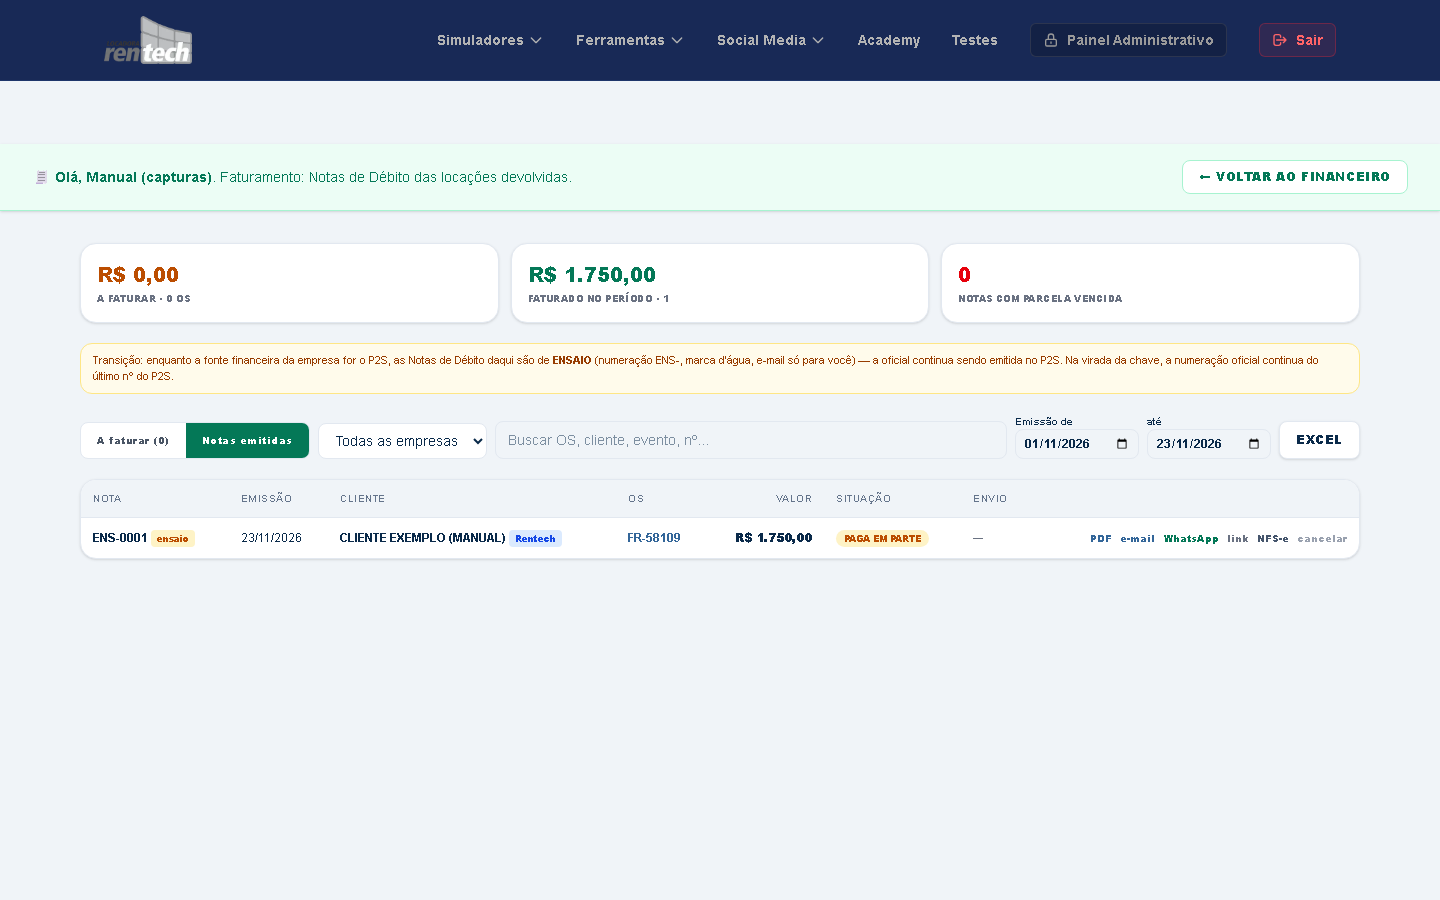 rentech
Simuladores
Ferramentas
Social Media
Academy
Testes
Painel Administrativo
Sair
Olá, Manual (capturas). Faturamento: Notas de Débito das locações devolvidas.
← VOLTAR AO FINANCEIRO
R$ 0,00
A FATURAR · 0 OS
R$ 1.750,00
FATURADO NO PERÍODO · 1
0
NOTAS COM PARCELA VENCIDA
Transição: enquanto a fonte financeira da empresa for o P2S, as Notas de Débito daqui são de ENSAIO (numeração ENS-, marca d'água, e-mail só para você) — a oficial continua sendo emitida no P2S. Na virada da chave, a numeração oficial continua do
último nº do P2S.
A faturar (0)
Notas emitidas
Todas as empresas
Buscar OS, cliente, evento, nº...
Emissão de
01/11/2026
até
23/11/2026
EXCEL
NOTA EMISSÃO CLIENTE OS VALOR SITUAÇÃO ENVIO
ENS-0001 ensaio 23/11/2026 CLIENTE EXEMPLO (MANUAL) Rentech FR-58109 R$ 1.750,00 PAGA EM PARTE — PDF e-mail WhatsApp link NFS-e cancelar